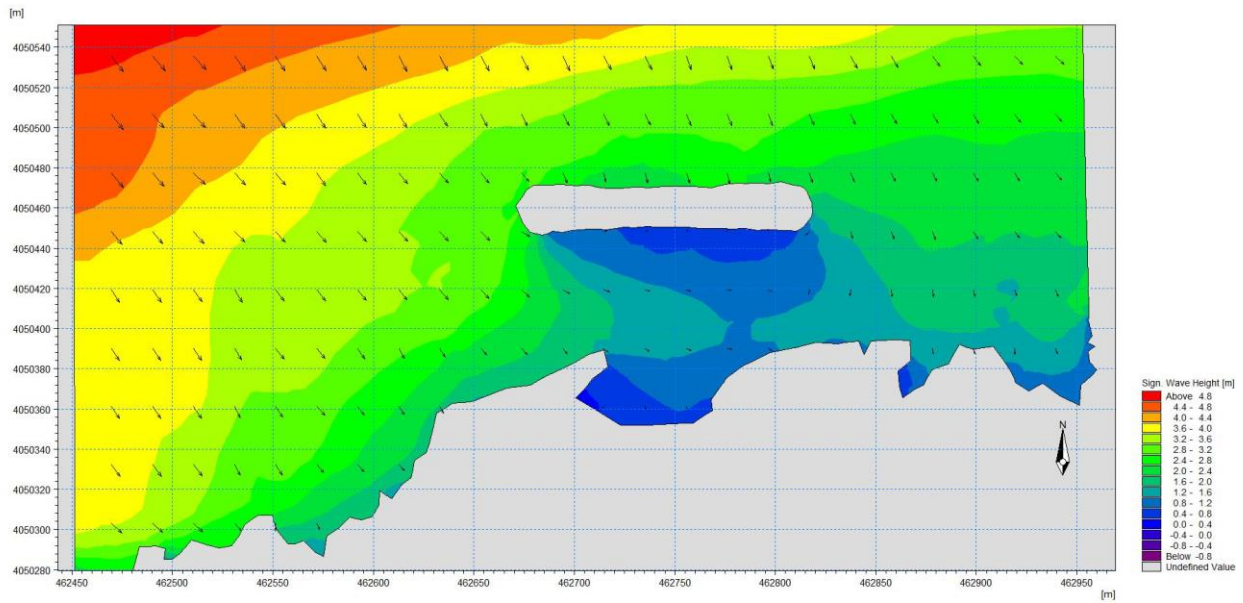 [m]
4050540
4050520
4050500
4050480
4050460
4050440
4050420
4050400
4050380
4050360
4050340
4050320
4050300
4050280
462450 462500 462550 462600 462650 462700 462750 462800 462850 462900 462950
[m]
N
Sign. Wave Height [m]
Above 4.8
4.4 - 4.8
4.0 - 4.4
3.6 - 4.0
3.2 - 3.6
2.8 - 3.2
2.4 - 2.8
2.0 - 2.4
1.6 - 2.0
1.2 - 1.6
0.8 - 1.2
0.4 - 0.8
0.0 - 0.4
-0.4 - 0.0
-0.8 - -0.4
Below -0.8
Undefined Value